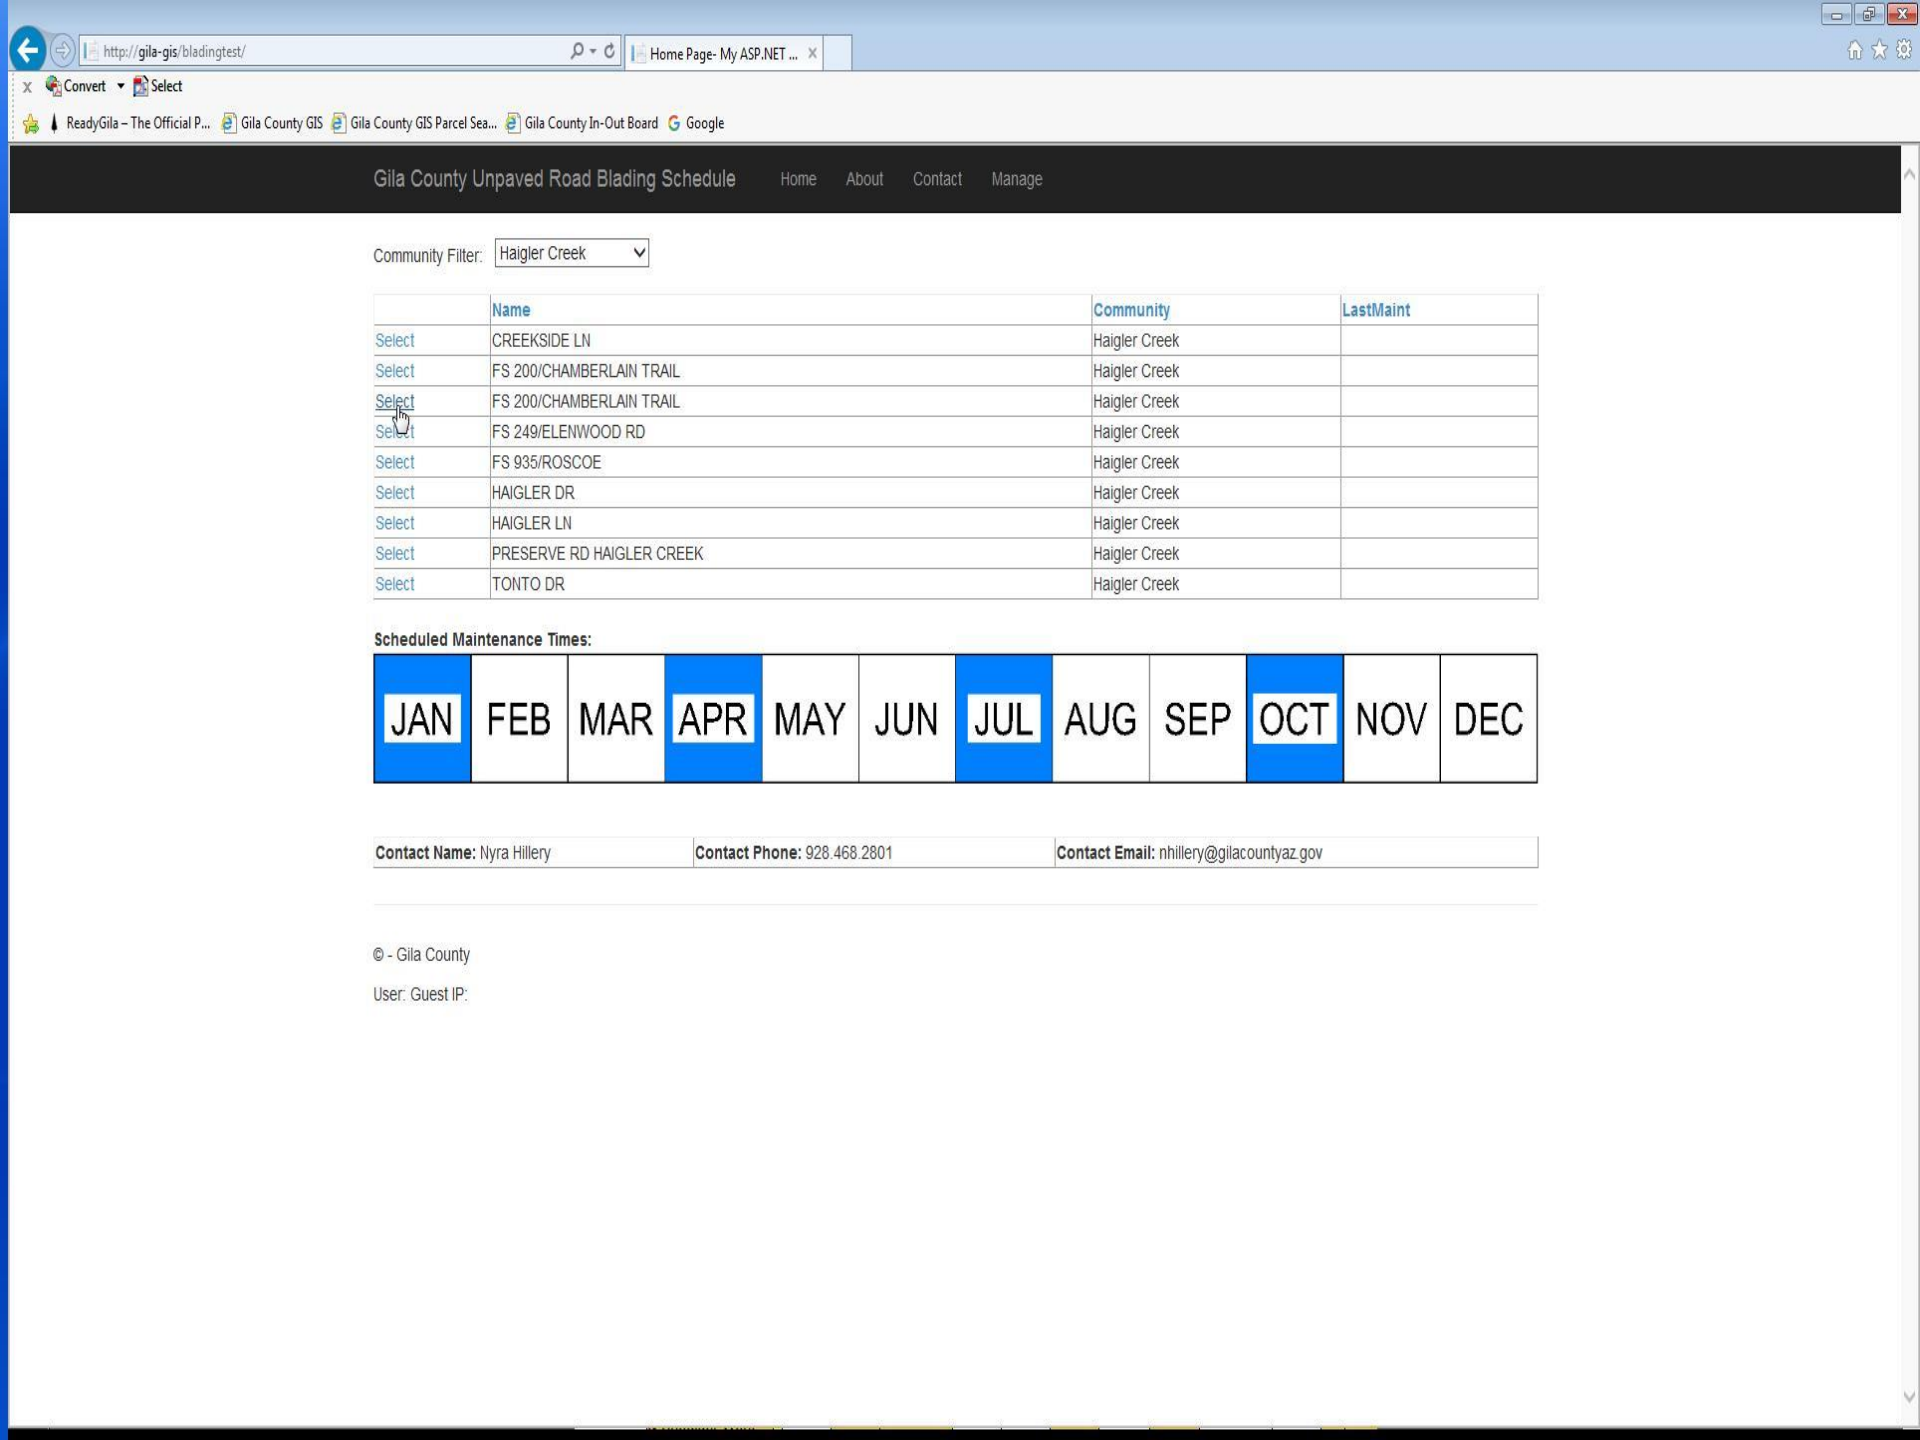 http://gila-gis/bladingtest/
Home Page- My ASP.NET ...
x Convert Select
ReadyGila – The Official P... Gila County GIS Gila County GIS Parcel Sea... Gila County In-Out Board Google
Gila County Unpaved Road Blading Schedule Home About Contact Manage
Community Filter: Haigler Creek
Name Community LastMaint
Select CREEKSIDE LN Haigler Creek
Select FS 200/CHAMBERLAIN TRAIL Haigler Creek
Select FS 200/CHAMBERLAIN TRAIL Haigler Creek
Select FS 249/ELENWOOD RD Haigler Creek
Select FS 935/ROSCOE Haigler Creek
Select HAIGLER DR Haigler Creek
Select HAIGLER LN Haigler Creek
Select PRESERVE RD HAIGLER CREEK Haigler Creek
Select TONTO DR Haigler Creek
Scheduled Maintenance Times:
JAN FEB MAR APR MAY JUN JUL AUG SEP OCT NOV DEC
Contact Name: Nyra Hillery Contact Phone: 928.468.2801 Contact Email: nhillery@gilacountyaz.gov
© - Gila County
User: Guest IP: